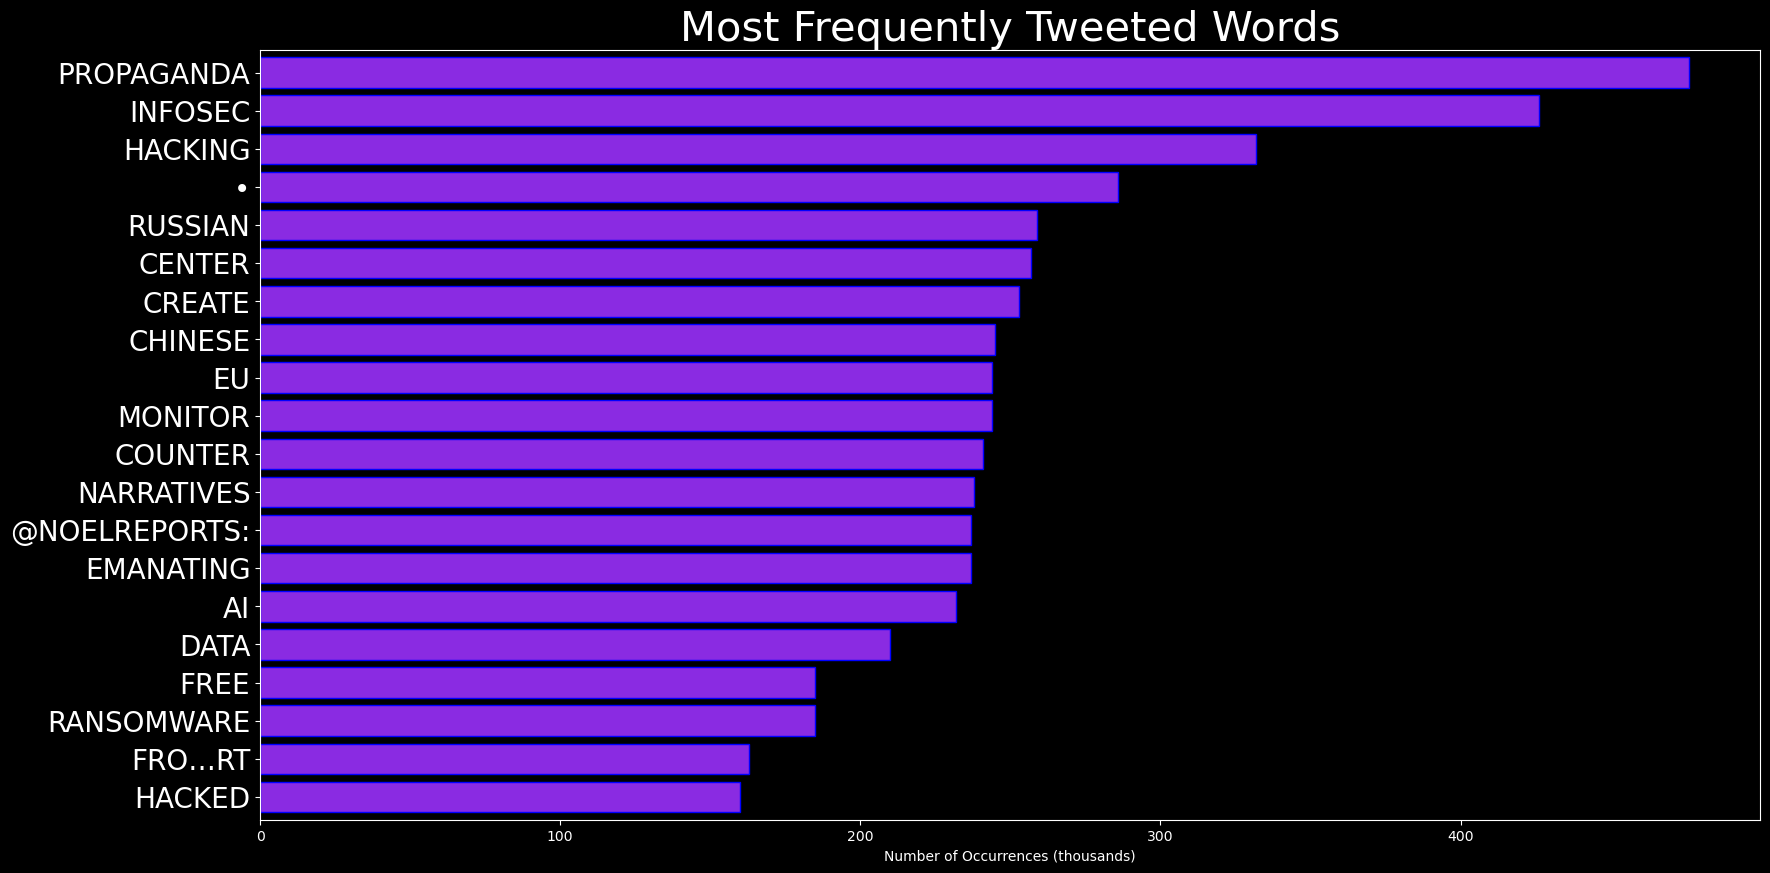 Most Frequently Tweeted Words
PROPAGANDA
INFOSEC
HACKING
•
RUSSIAN
CENTER
CREATE
CHINESE
EU
MONITOR
COUNTER
NARRATIVES
@NOELREPORTS:
EMANATING
AI
DATA
FREE
RANSOMWARE
FRO…RT
HACKED
0 100 200 300 400
Number of Occurrences (thousands)